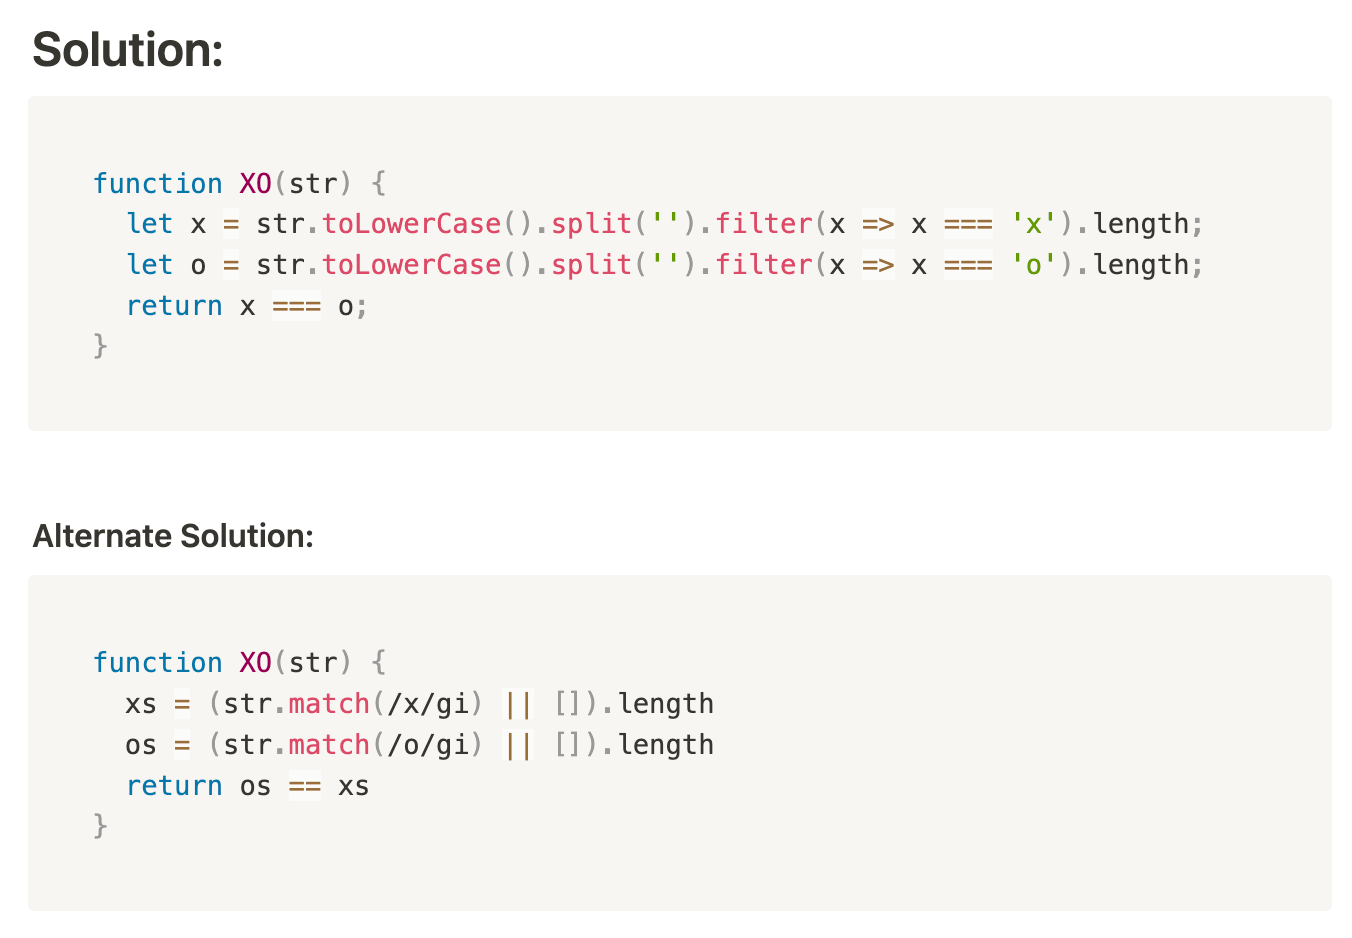 Solution:
function XO(str) {
  let x = str.toLowerCase().split('').filter(x => x === 'x').length;
  let o = str.toLowerCase().split('').filter(x => x === 'o').length;
  return x === o;
}
Alternate Solution:
function XO(str) {
  xs = (str.match(/x/gi) || []).length
  os = (str.match(/o/gi) || []).length
  return os == xs
}